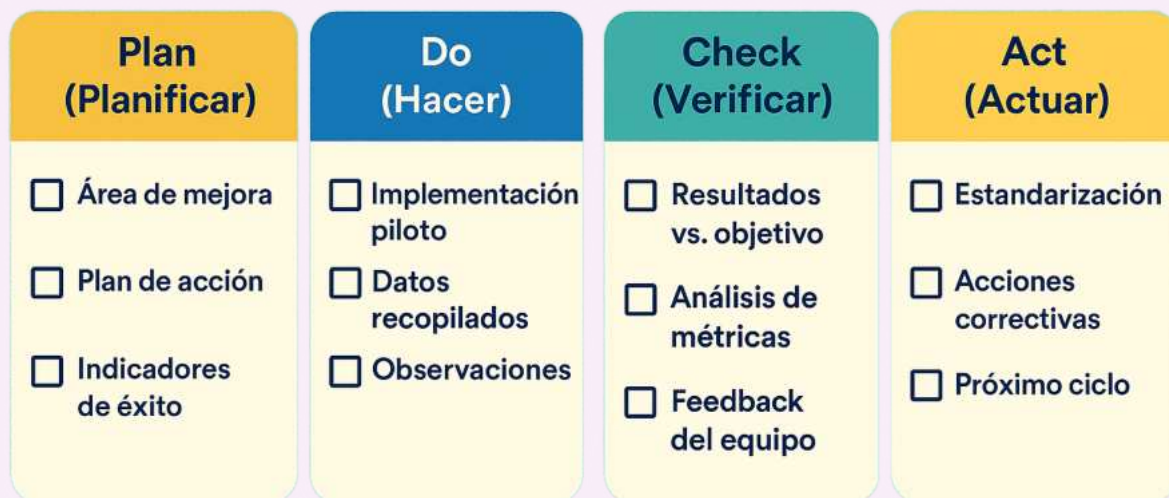 Plan
(Planificar)
Área de mejora
Plan de acción
Indicadores
de éxito
Do
(Hacer)
Implementación
piloto
Datos
recopilados
Observaciones
Check
(Verificar)
Resultados
vs. objetivo
Análisis de
métricas
Feedback
del equipo
Act
(Actuar)
Estandarización
Acciones
correctivas
Próximo ciclo